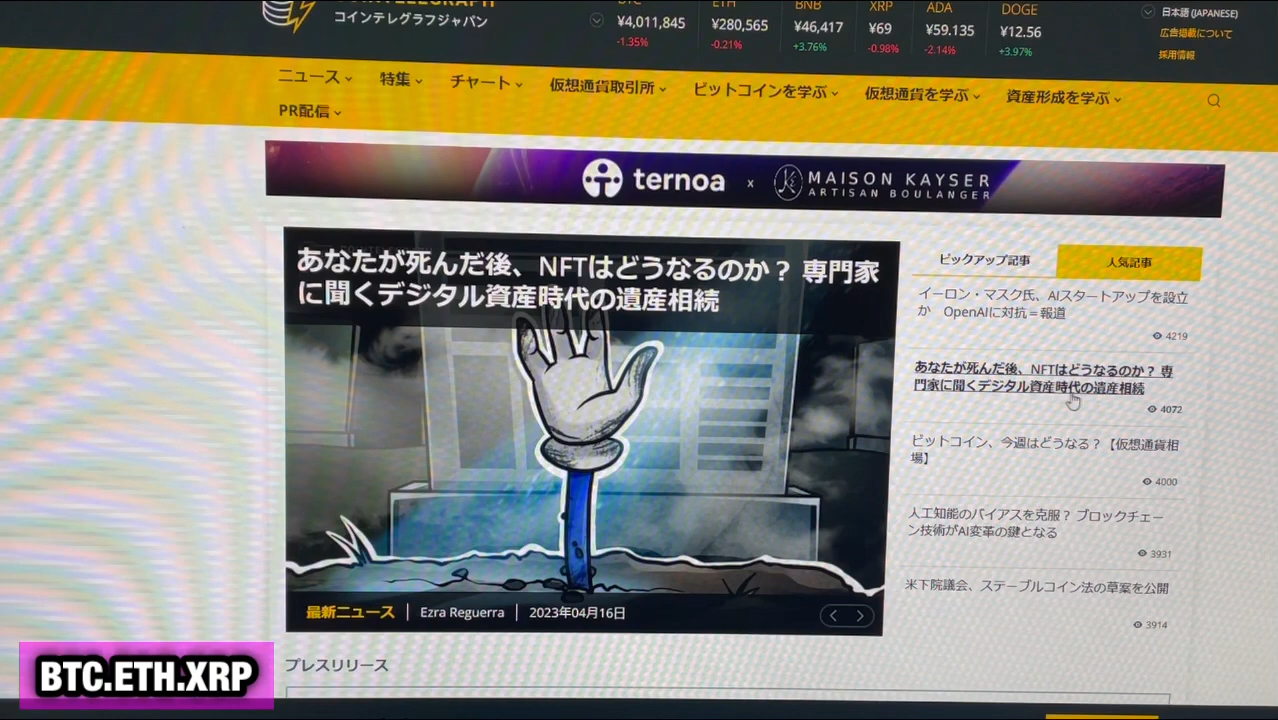 コインテレグラフジャパン
BTC
¥4,011,845
-1.35%
ETH
¥280,565
-0.21%
BNB
¥46,417
+3.76%
XRP
¥69
-0.98%
ADA
¥59.135
-2.14%
DOGE
¥12.56
+3.97%
日本語 (JAPANESE)
広告掲載について
採用情報
ニュース 特集 チャート 仮想通貨取引所 ビットコインを学ぶ 仮想通貨を学ぶ 資産形成を学ぶ
PR配信
ternoa x MAISON KAYSER
ARTISAN BOULANGER
あなたが死んだ後、NFTはどうなるのか？ 専門家
に聞くデジタル資産時代の遺産相続
最新ニュース | Ezra Reguerra | 2023年04月16日
ピックアップ記事 人気記事
イーロン・マスク氏、AIスタートアップを設立
か OpenAIに対抗＝報道
4219
あなたが死んだ後、NFTはどうなるのか？ 専
門家に聞くデジタル資産時代の遺産相続
4072
ビットコイン、今週はどうなる？【仮想通貨相
場】
4000
人工知能のバイアスを克服？ ブロックチェー
ン技術がAI変革の鍵となる
3931
米下院議会、ステーブルコイン法の草案を公開
3914
プレスリリース
BTC.ETH.XRP